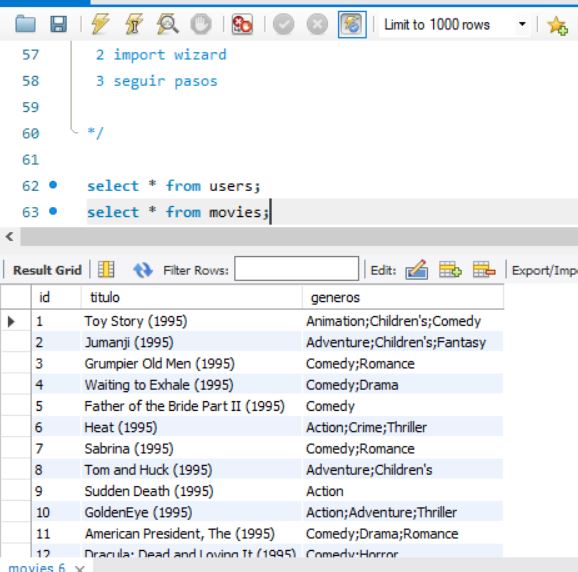 Limit to 1000 rows
57 2 import wizard
58 3 seguir pasos
59
60 */
61
62 select * from users;
63 select * from movies;
Result Grid Filter Rows: Edit: Export/Impo
id titulo generos
1 Toy Story (1995) Animation;Children's;Comedy
2 Jumanji (1995) Adventure;Children's;Fantasy
3 Grumpier Old Men (1995) Comedy;Romance
4 Waiting to Exhale (1995) Comedy;Drama
5 Father of the Bride Part II (1995) Comedy
6 Heat (1995) Action;Crime;Thriller
7 Sabrina (1995) Comedy;Romance
8 Tom and Huck (1995) Adventure;Children's
9 Sudden Death (1995) Action
10 GoldenEye (1995) Action;Adventure;Thriller
11 American President, The (1995) Comedy;Drama;Romance
12 Dracula: Dead and Loving It (1995) Comedy;Horror
movies 6